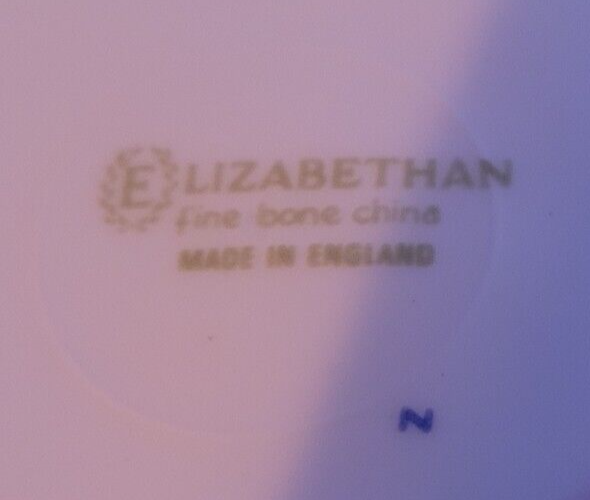 ELIZABETHAN
fine bone china
MADE IN ENGLAND
N